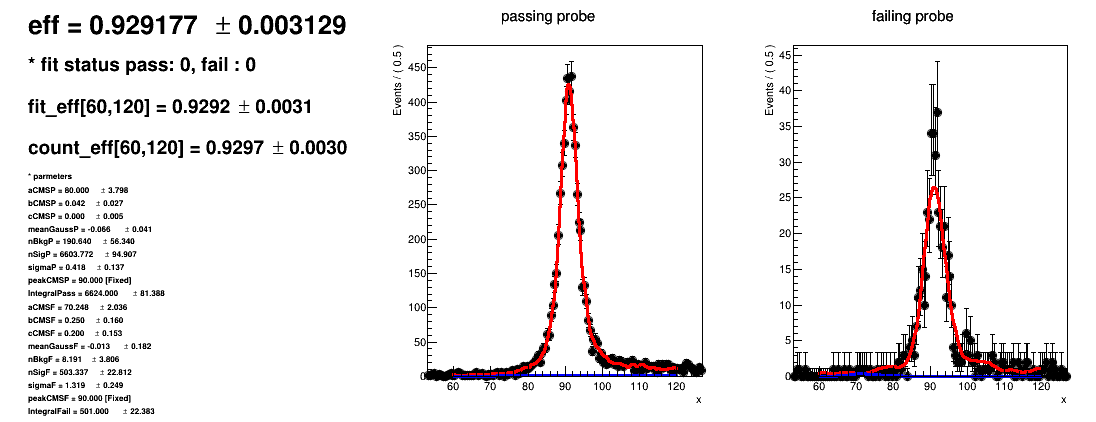 eff = 0.929177 ± 0.003129
* fit status pass: 0, fail : 0
fit_eff[60,120] = 0.9292 ± 0.0031
count_eff[60,120] = 0.9297 ± 0.0030
* parmeters
aCMSP = 80.000 ± 3.798
bCMSP = 0.042 ± 0.027
cCMSP = 0.000 ± 0.005
meanGaussP = -0.066 ± 0.041
nBkgP = 190.640 ± 56.340
nSigP = 6603.772 ± 94.907
sigmaP = 0.418 ± 0.137
peakCMSP = 90.000 [Fixed]
IntegralPass = 6624.000 ± 81.388
aCMSF = 70.248 ± 2.036
bCMSF = 0.250 ± 0.160
cCMSF = 0.200 ± 0.153
meanGaussF = -0.013 ± 0.182
nBkgF = 8.191 ± 3.806
nSigF = 503.337 ± 22.812
sigmaF = 1.319 ± 0.249
peakCMSF = 90.000 [Fixed]
IntegralFail = 501.000 ± 22.383
passing probe
Events / ( 0.5 )
450
400
350
300
250
200
150
100
50
0
60 70 80 90 100 110 120
x
failing probe
Events / ( 0.5 )
45
40
35
30
25
20
15
10
5
0
60 70 80 90 100 110 120
x